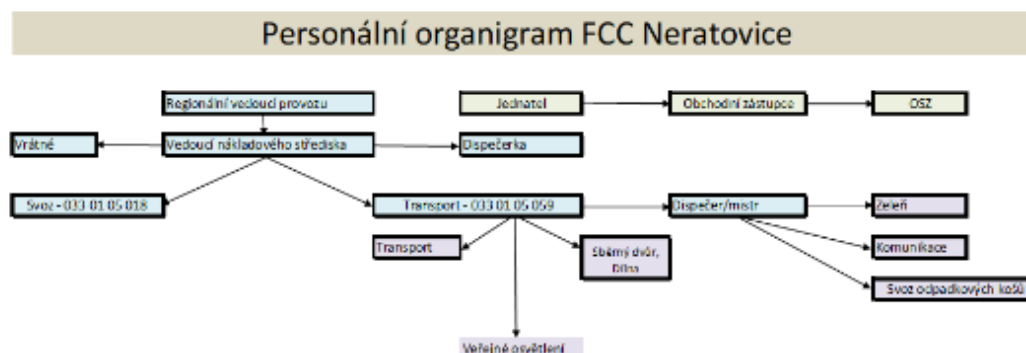 Personální organigram FCC Neratovice
Regionální vedoucí provozu
Jednatel
Obchodní zástupce
OSZ
Vrátné
Vedoucí nákladového střediska
Dispečerka
Svoz - 033 01 05 018
Transport - 033 01 05 059
Dispečer/mistr
Zeleň
Transport
Sběrný dvůr,
Dílna
Komunikace
Svoz odpadkových košů
Veřejné osvětlení